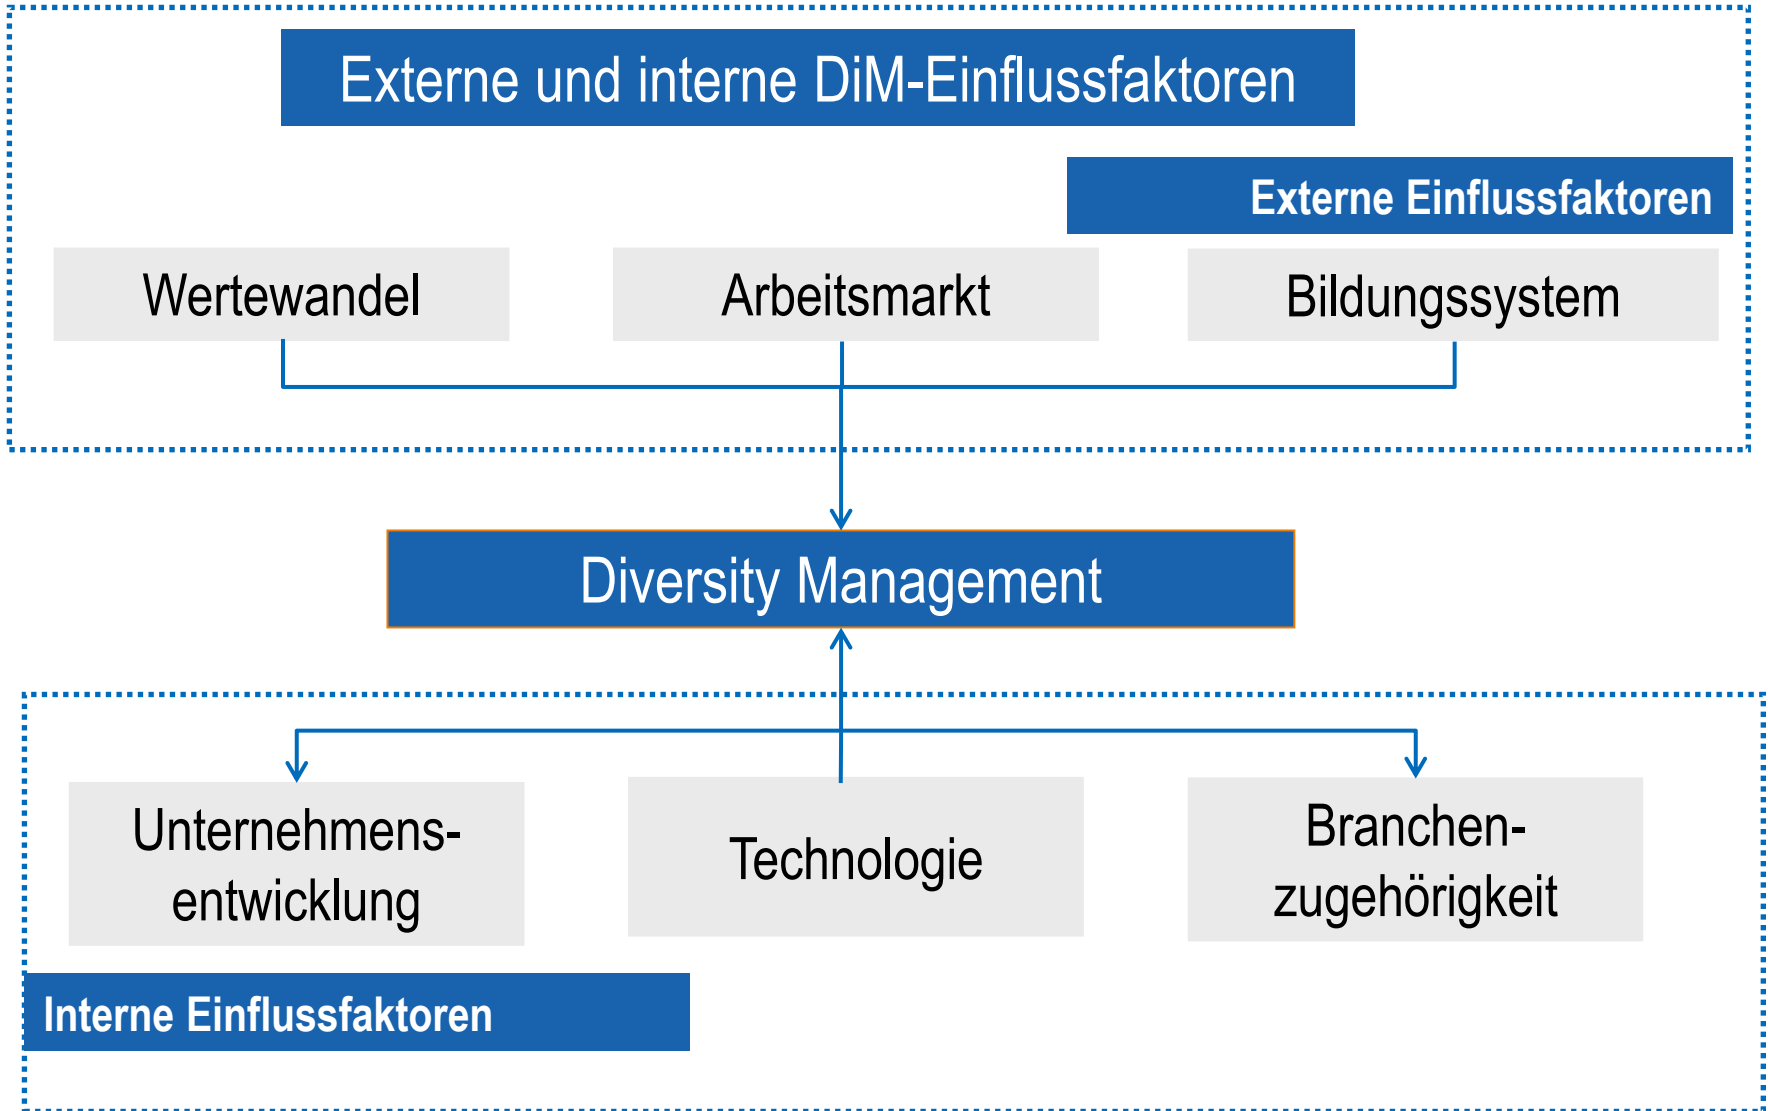 Externe und interne DiM-Einflussfaktoren
Externe Einflussfaktoren
Wertewandel
Arbeitsmarkt
Bildungssystem
Diversity Management
Unternehmens-
entwicklung
Technologie
Branchen-
zugehörigkeit
Interne Einflussfaktoren